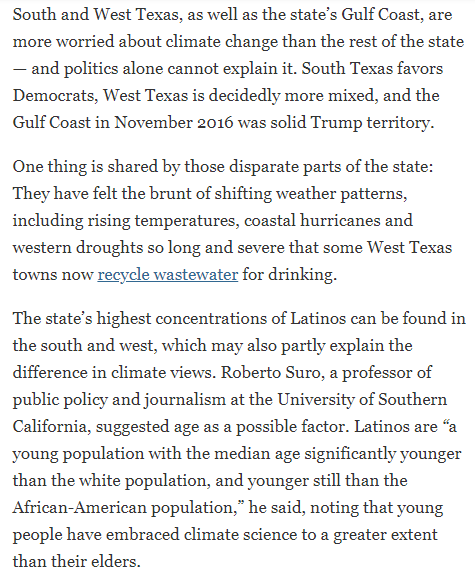 South and West Texas, as well as the state’s Gulf Coast, are
more worried about climate change than the rest of the state
— and politics alone cannot explain it. South Texas favors
Democrats, West Texas is decidedly more mixed, and the
Gulf Coast in November 2016 was solid Trump territory.
One thing is shared by those disparate parts of the state:
They have felt the brunt of shifting weather patterns,
including rising temperatures, coastal hurricanes and
western droughts so long and severe that some West Texas
towns now recycle wastewater for drinking.
The state’s highest concentrations of Latinos can be found in
the south and west, which may also partly explain the
difference in climate views. Roberto Suro, a professor of
public policy and journalism at the University of Southern
California, suggested age as a possible factor. Latinos are “a
young population with the median age significantly younger
than the white population, and younger still than the
African-American population,” he said, noting that young
people have embraced climate science to a greater extent
than their elders.